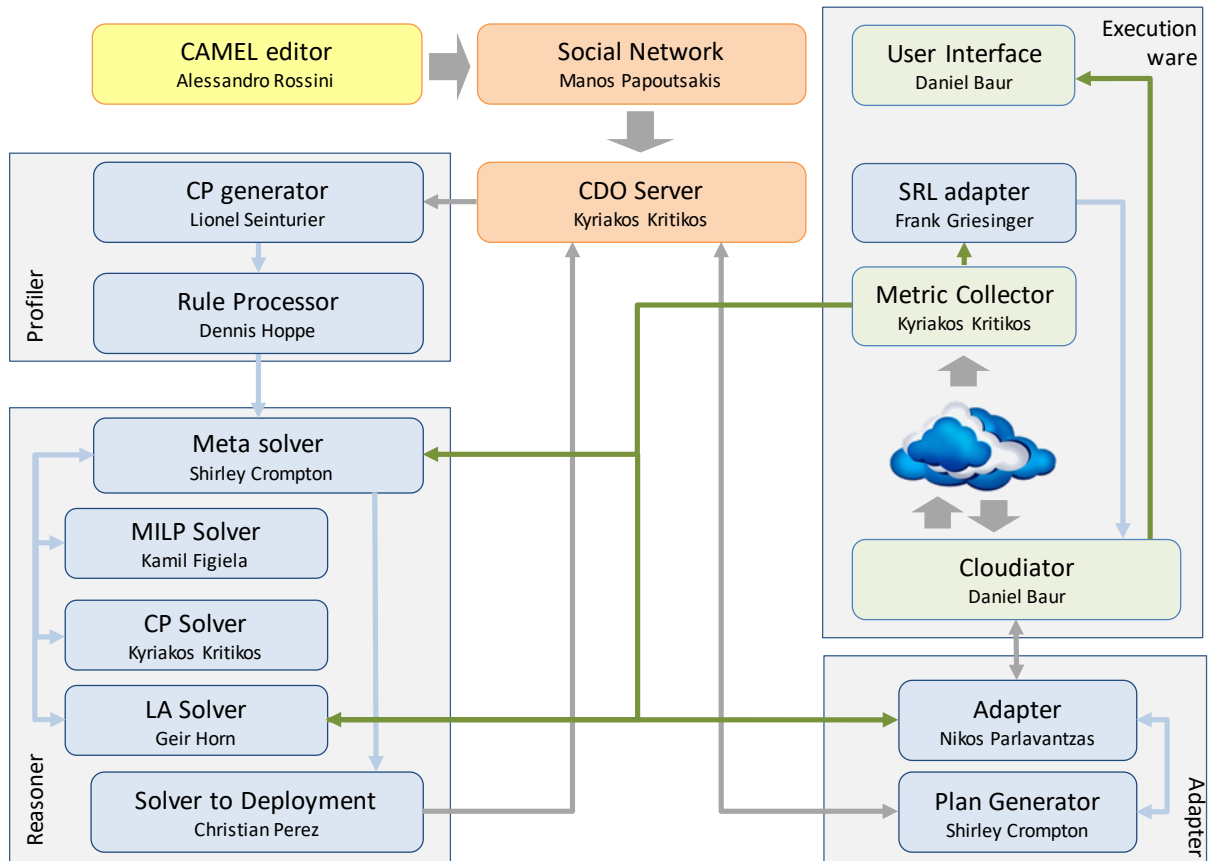 CAMEL editor
Alessandro Rossini
Social Network
Manos Papoutsakis
Execution
ware
User Interface
Daniel Baur
CP generator
Lionel Seinturier
CDO Server
Kyriakos Kritikos
SRL adapter
Frank Griesinger
Profiler
Rule Processor
Dennis Hoppe
Metric Collector
Kyriakos Kritikos
Meta solver
Shirley Crompton
MILP Solver
Kamil Figiela
Cloudiator
Daniel Baur
CP Solver
Kyriakos Kritikos
LA Solver
Geir Horn
Adapter
Nikos Parlavantzas
Reasoner
Solver to Deployment
Christian Perez
Plan Generator
Shirley Crompton
Adapter